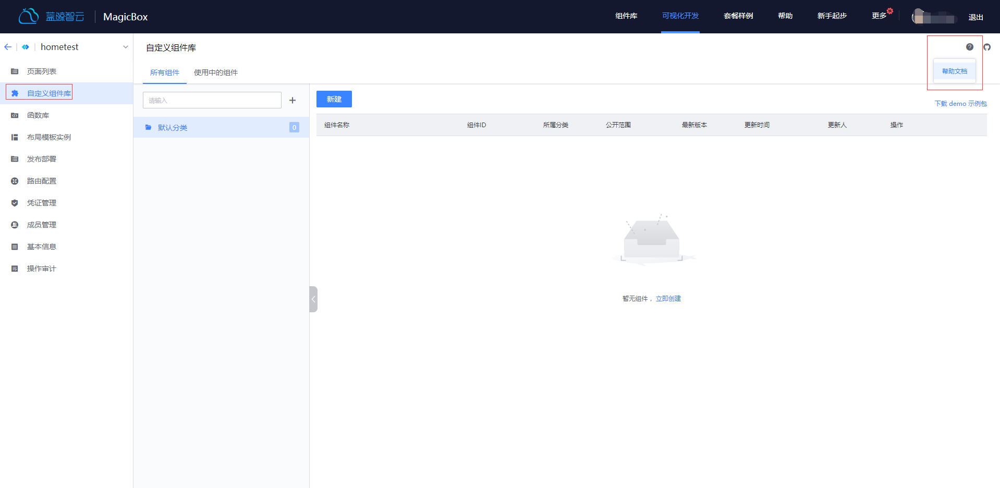 蓝鲸智云
MagicBox
组件库
可视化开发
套餐样例
帮助
新手起步
更多
N
退出
hometest
页面列表
自定义组件库
函数库
布局模板实例
发布部署
路由配置
凭证管理
成员管理
基本信息
操作审计
自定义组件库
所有组件
使用中的组件
帮助文档
请输入
默认分类
0
新建
下载 demo 示例包
组件名称
组件ID
所属分类
公开范围
最新版本
更新时间
更新人
操作
暂无组件， 立即创建